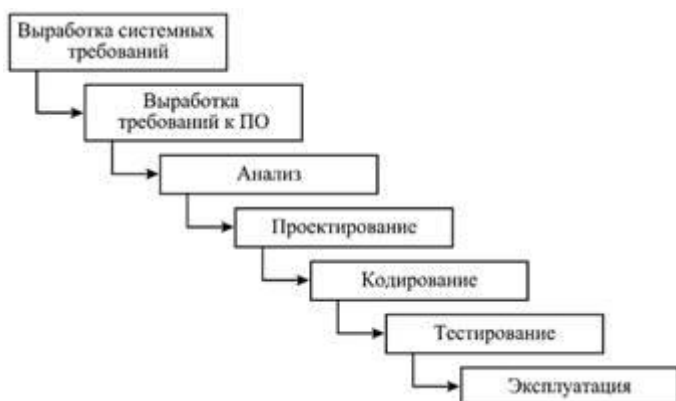 Выработка системных
требований
Выработка
требований к ПО
Анализ
Проектирование
Кодирование
Тестирование
Эксплуатация